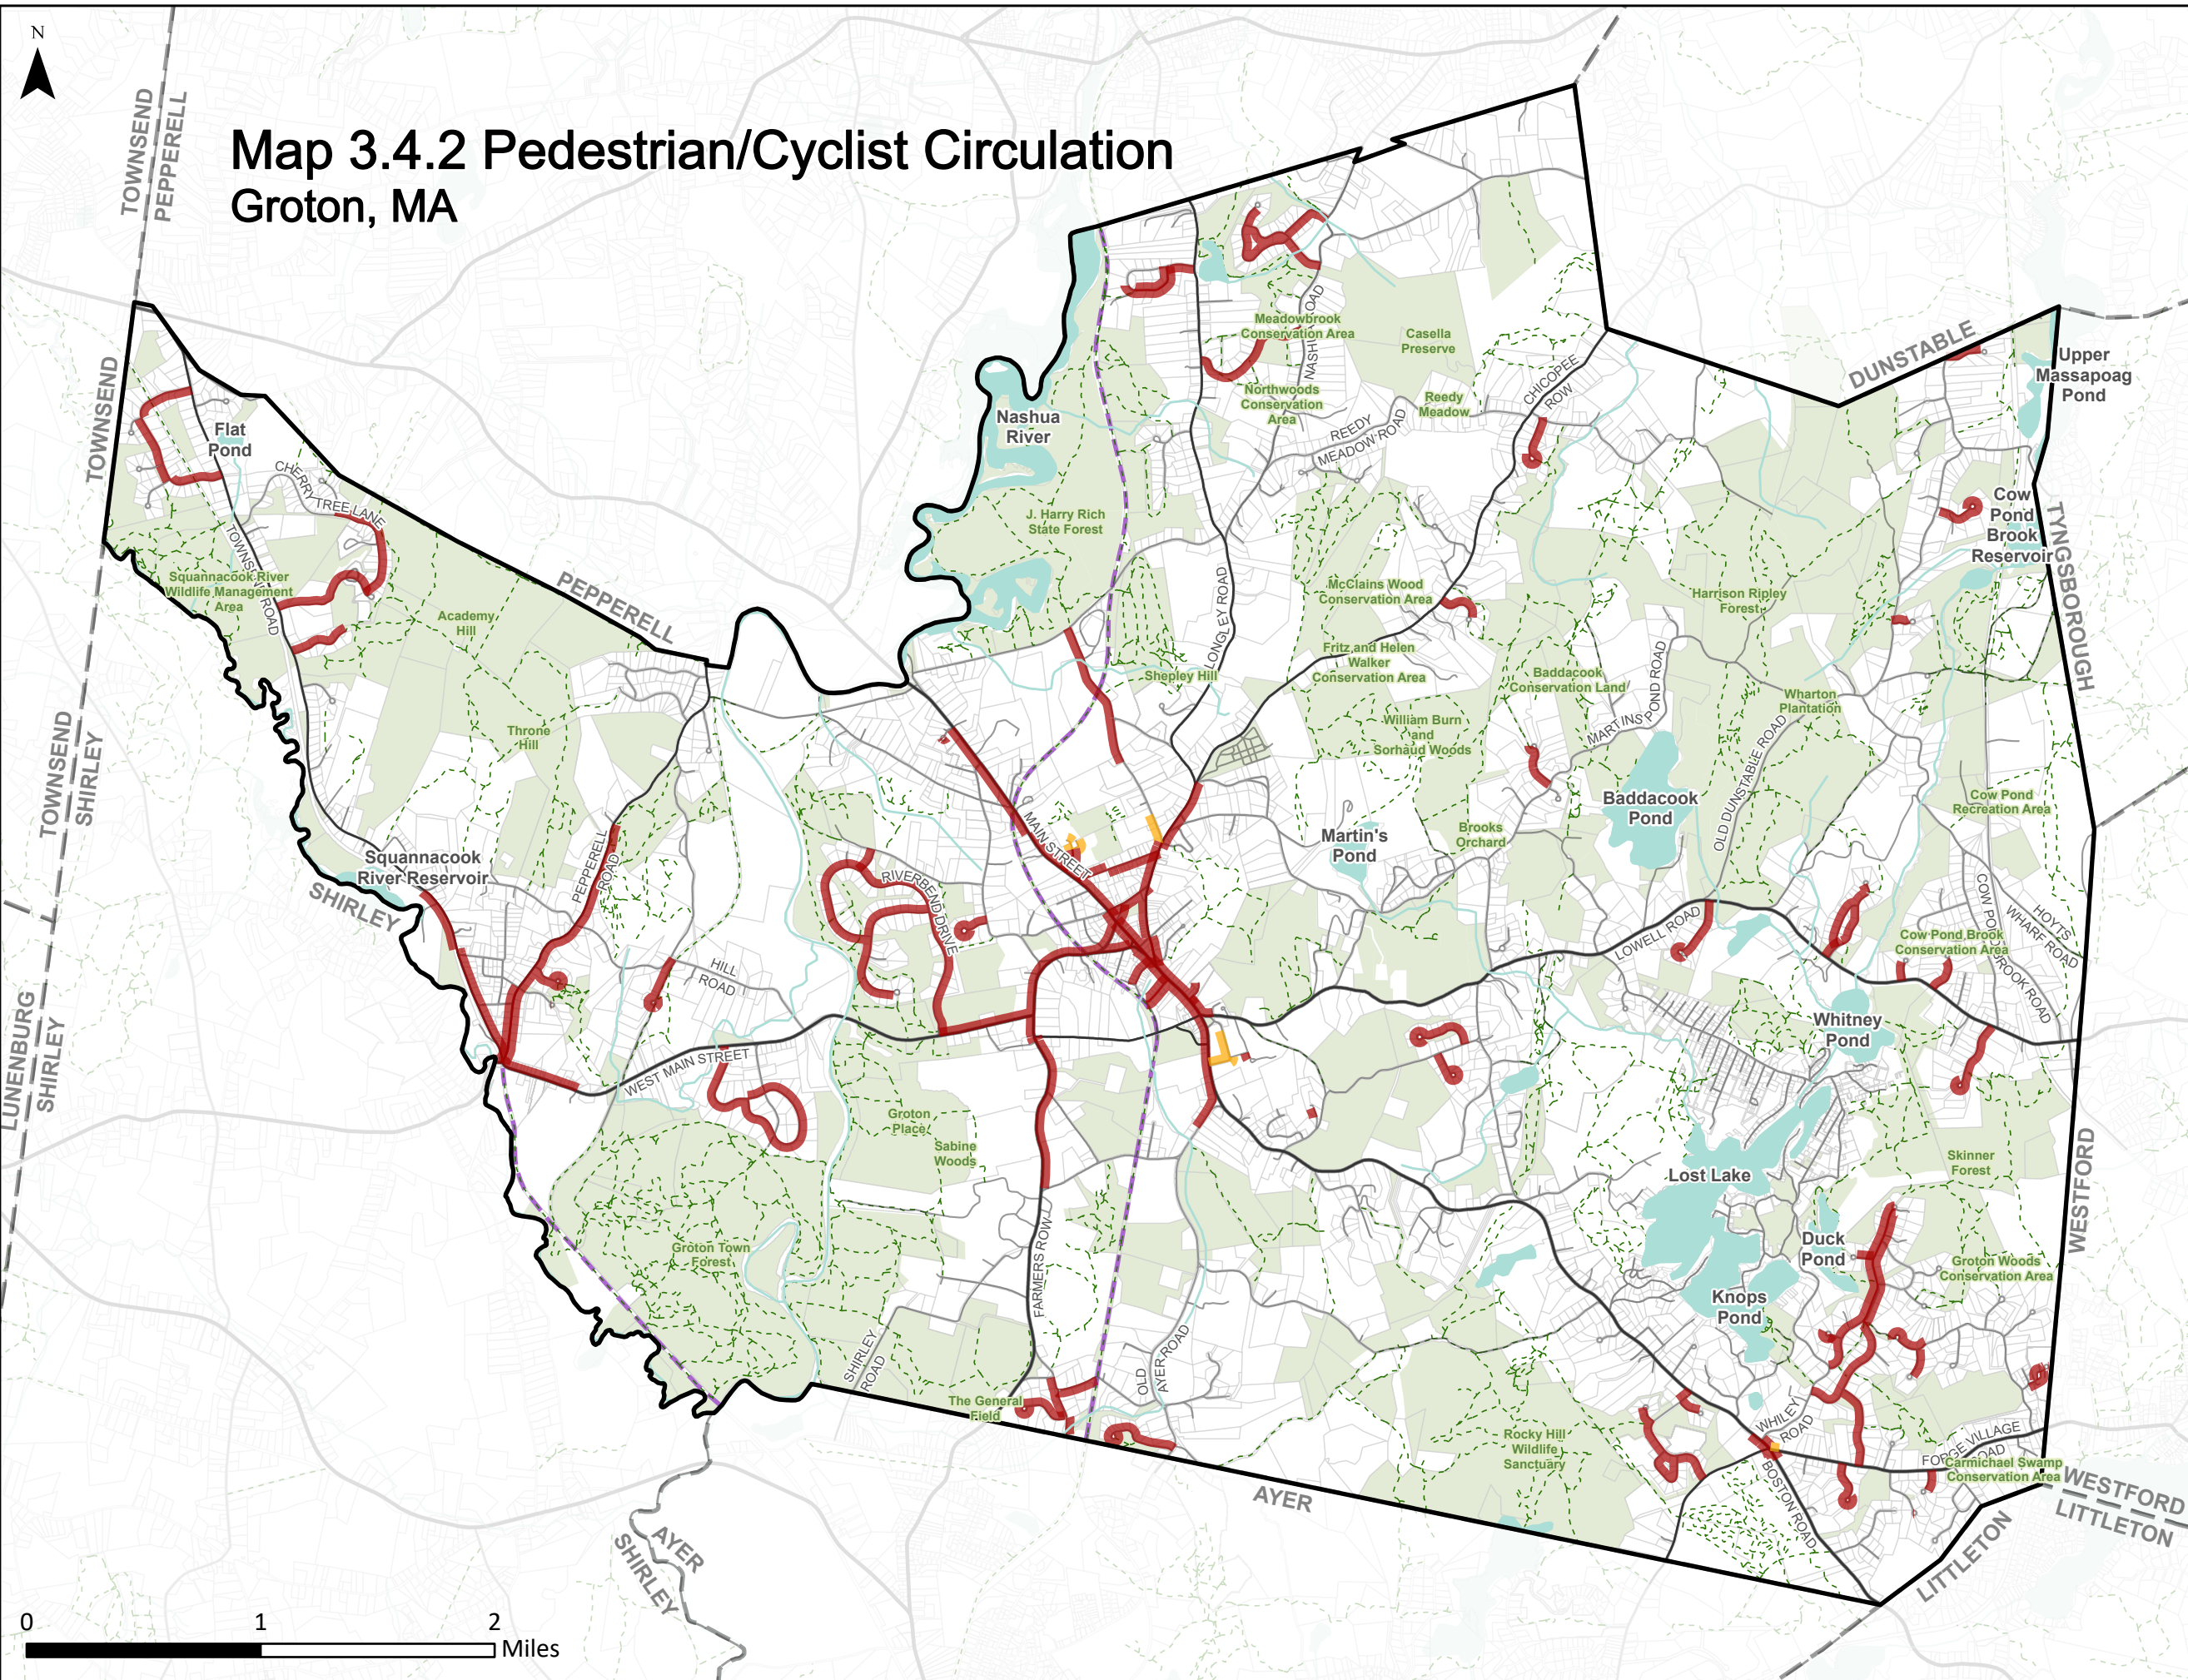 N
Map 3.4.2 Pedestrian/Cyclist Circulation
Groton, MA
TOWNSEND
PEPPERELL
TOWNSEND
Flat
Pond
CHERRY
TREE LANE
TOWNSEND ROAD
Squannacook River
Wildlife Management
Area
Academy
Hill
PEPPERELL
Throne
Hill
Nashua
River
J. Harry Rich
State Forest
Meadowbrook
Conservation Area
Casella
Preserve
NASHUA ROAD
Northwoods
Conservation
Area
Reedy
Meadow
REEDY
MEADOW ROAD
CHICOPEE
ROW
DUNSTABLE
Upper
Massapoag
Pond
Cow
Pond
Brook
Reservoir
TYNGSBOROUGH
McClains Wood
Conservation Area
Harrison Ripley
Forest
LONGLEY ROAD
Shepley Hill
Fritz and Helen
Walker
Conservation Area
Baddacook
Conservation Land
MARTINS POND ROAD
Wharton
Plantation
William Burn
and
Sorhaud Woods
OLD DUNSTABLE ROAD
TOWNSEND
SHIRLEY
Squannacook
River Reservoir
SHIRLEY
PEPPERELL
ROAD
MAIN STREET
RIVERBEND DRIVE
Martin's
Pond
Brooks
Orchard
Baddacook
Pond
Cow Pond
Recreation Area
COW POND BROOK ROAD
HOYTS
WHARF ROAD
Cow Pond Brook
Conservation Area
LOWELL ROAD
HILL
ROAD
LUNENBURG
SHIRLEY
WEST MAIN STREET
Whitney
Pond
Groton
Place
Sabine
Woods
Lost Lake
Skinner
Forest
WESTFORD
Groton Town
Forest
FARMERS ROW
Duck
Pond
Groton Woods
Conservation Area
Knops
Pond
SHIRLEY
ROAD
OLD
AYER ROAD
The General
Field
Rocky Hill
Wildlife
Sanctuary
WHILEY
ROAD
BOSTON ROAD
FORGE VILLAGE
ROAD
Carmichael Swamp
Conservation Area
WESTFORD
LITTLETON
AYER
LITTLETON
AYER
SHIRLEY
0 1 2
Miles